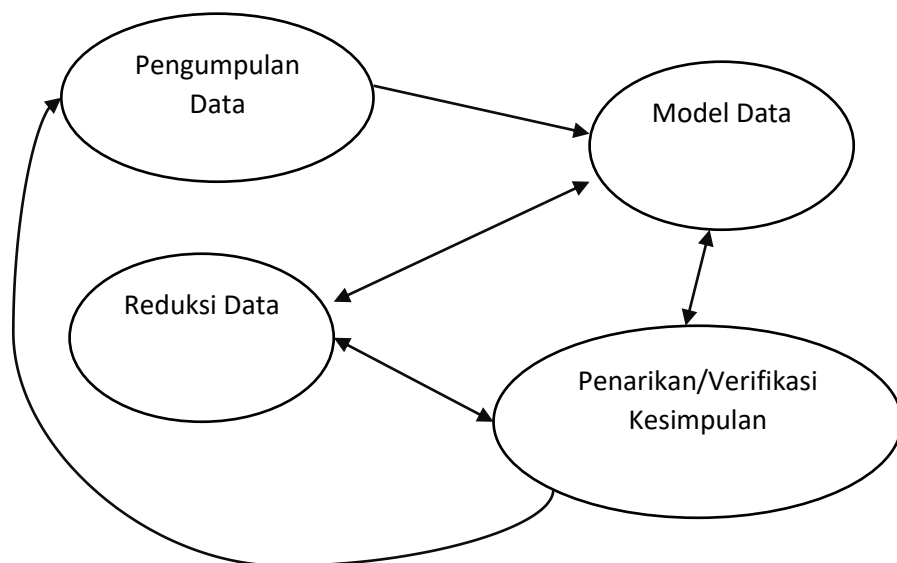 Pengumpulan
Data
Model Data
Reduksi Data
Penarikan/Verifikasi
Kesimpulan